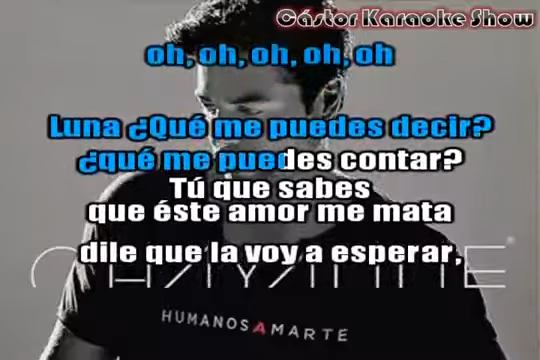 Cástor Karaoke Show
oh, oh, oh, oh, oh
Luna ¿Qué me puedes decir?
¿qué me puedes contar?
Tú que sabes
que éste amor me mata
dile que la voy a esperar,
CHAYANNE
HUMANOS A MARTE